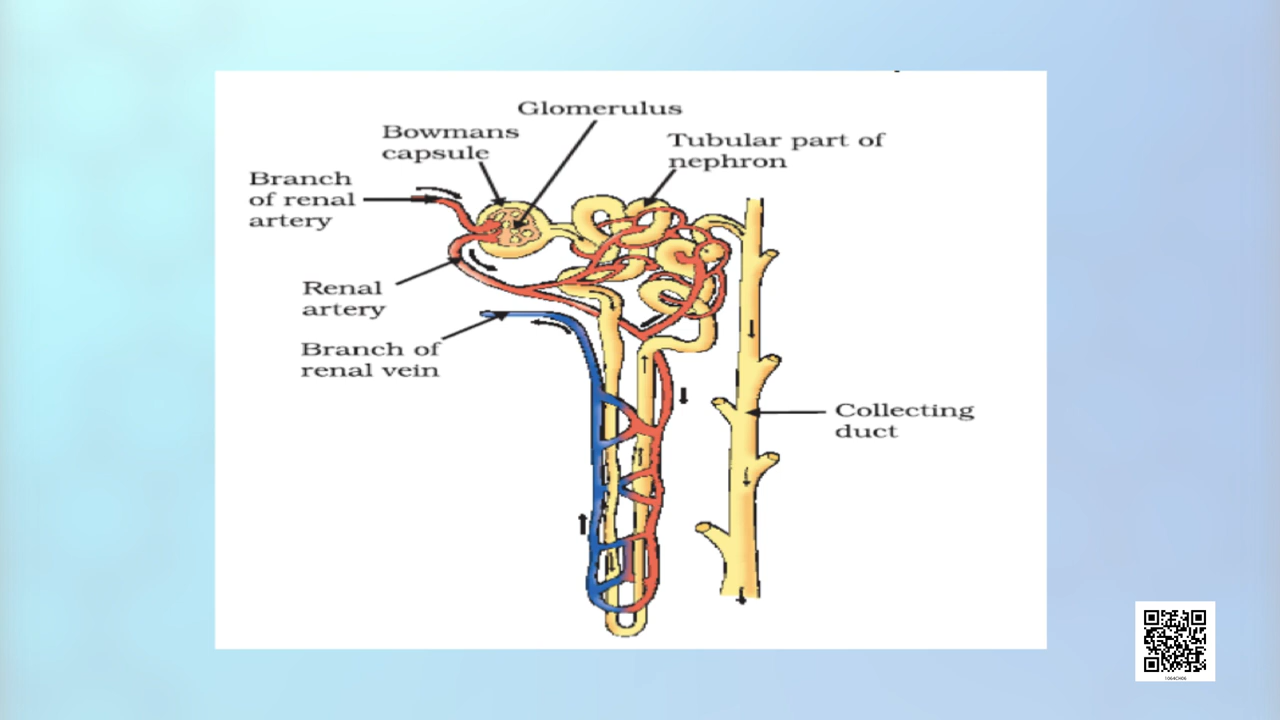 Glomerulus
Bowmans
capsule
Tubular part of
nephron
Branch
of renal
artery
Renal
artery
Branch of
renal vein
Collecting
duct
1064CH06